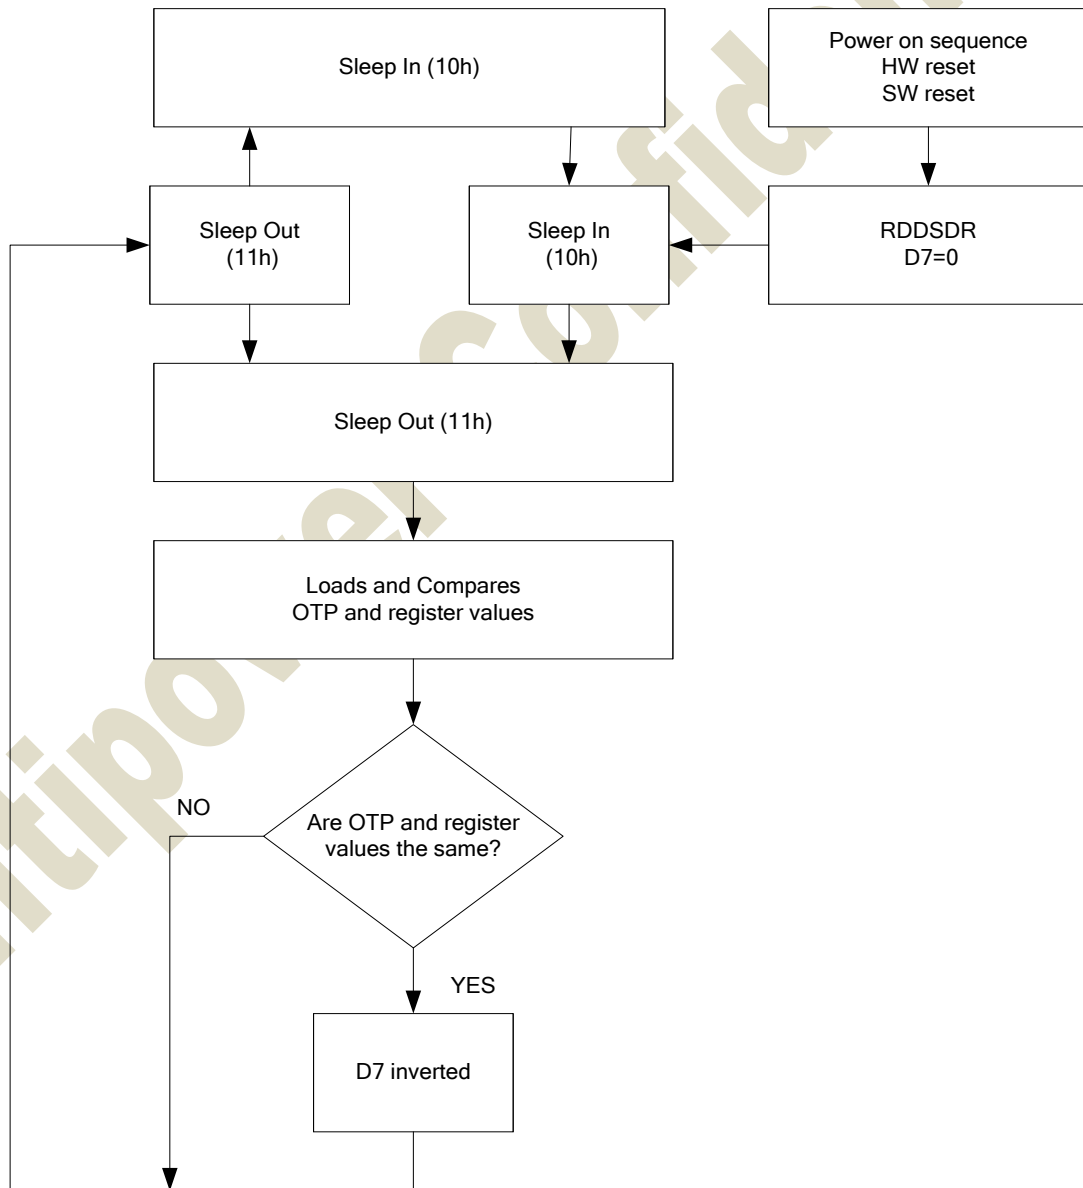 Sleep In (10h)
Power on sequence
HW reset
SW reset
Sleep Out
(11h)
Sleep In
(10h)
RDDSDR
D7=0
Sleep Out (11h)
Loads and Compares
OTP and register values
NO
Are OTP and register
values the same?
YES
D7 inverted